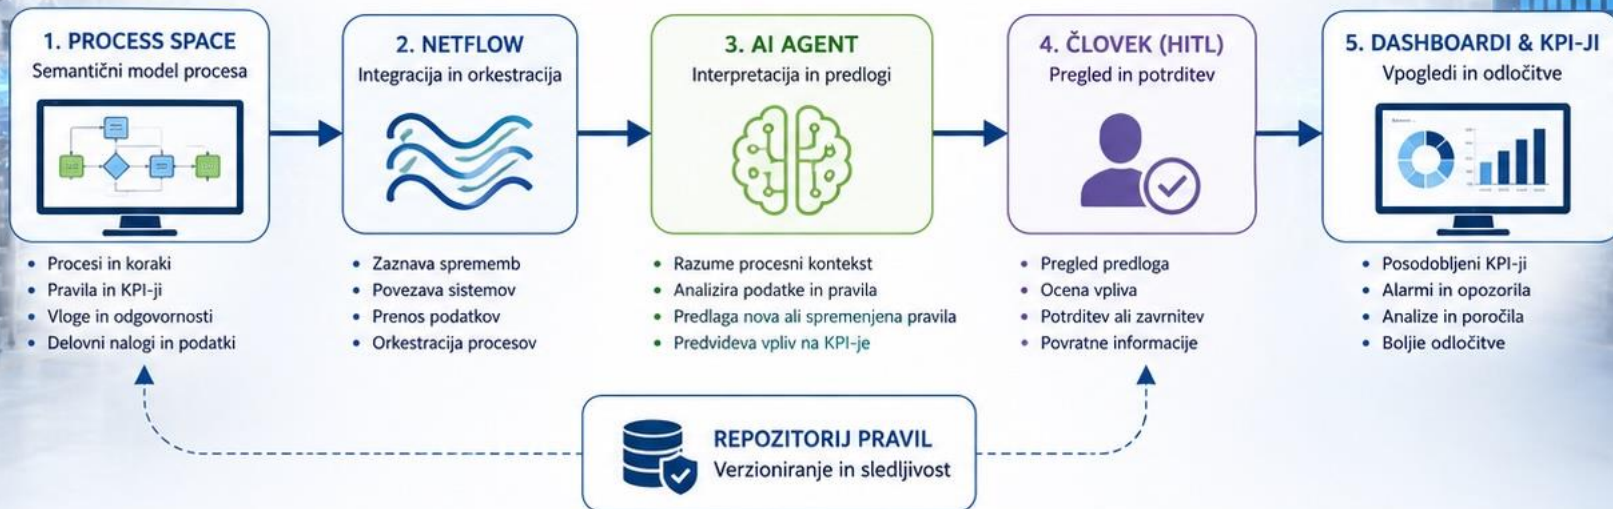 1. PROCESS SPACE
Semantični model procesa
• Procesi in koraki
• Pravila in KPI-ji
• Vloge in odgovornosti
• Delovni nalogi in podatki
2. NETFLOW
Integracija in orkestracija
• Zaznava sprememb
• Povezava sistemov
• Prenos podatkov
• Orkestracija procesov
3. AI AGENT
Interpretacija in predlogi
• Razume procesni kontekst
• Analizira podatke in pravila
• Predlaga nova ali spremenjena pravila
• Predvideva vpliv na KPI-je
4. ČLOVEK (HITL)
Pregled in potrditev
• Pregled predloga
• Ocena vpliva
• Potrditev ali zavrnitev
• Povratne informacije
5. DASHBOARDI & KPI-JI
Vpogledi in odločitve
• Posodobljeni KPI-ji
• Alarmi in opozorila
• Analize in poročila
• Boljie odločitve
REPOZITORIJ PRAVIL
Verzioniranje in sledljivost